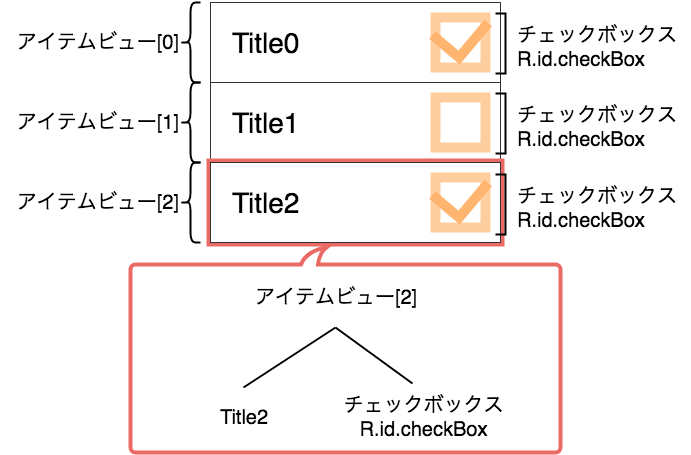 アイテムビュー[0]
Title0
チェックボックス
R.id.checkBox
アイテムビュー[1]
Title1
チェックボックス
R.id.checkBox
アイテムビュー[2]
Title2
チェックボックス
R.id.checkBox
アイテムビュー[2]
Title2
チェックボックス
R.id.checkBox